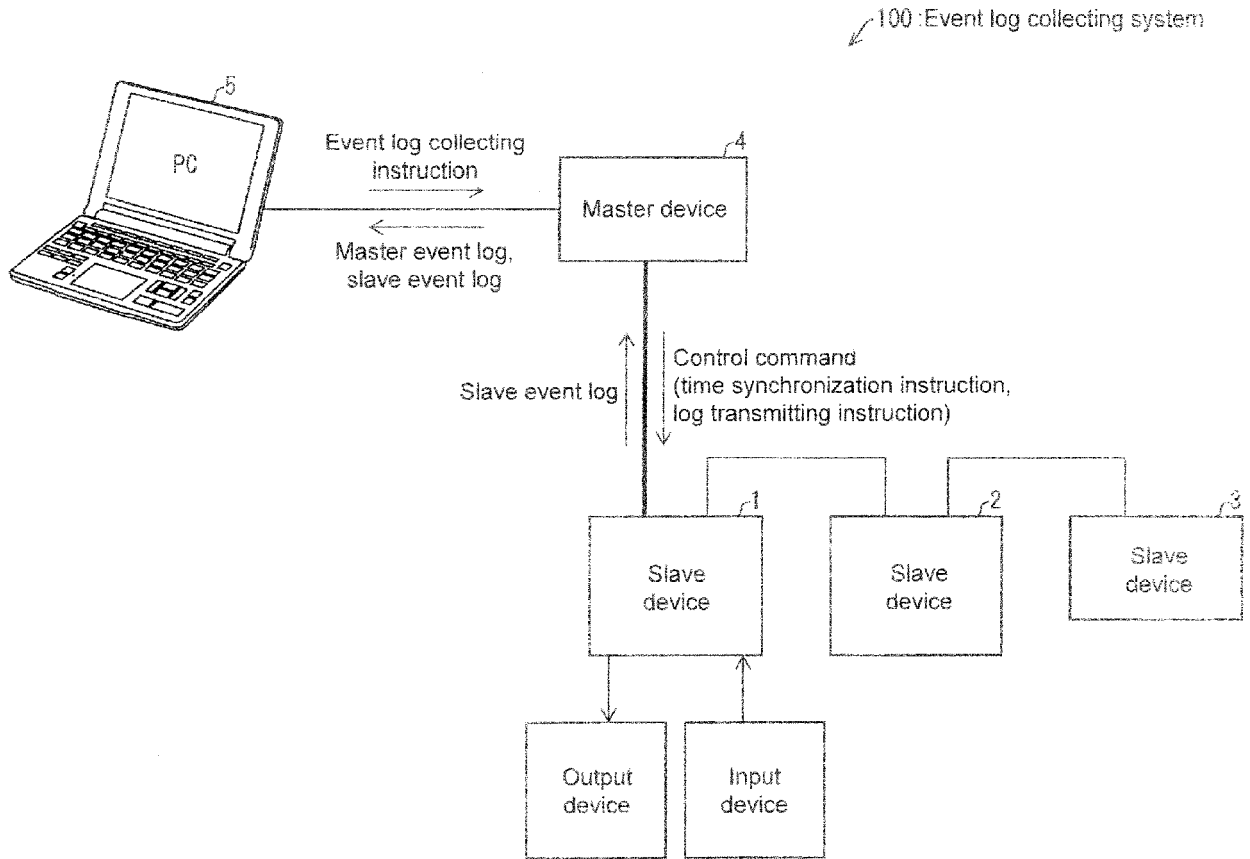 100 :Event log collecting system
5
PC
Event log collecting
instruction
Master event log,
slave event log
4
Master device
Slave event log
Control command
(time synchronization instruction,
log transmitting instruction)
1
Slave
device
2
Slave
device
3
Slave
device
Output
device
Input
device